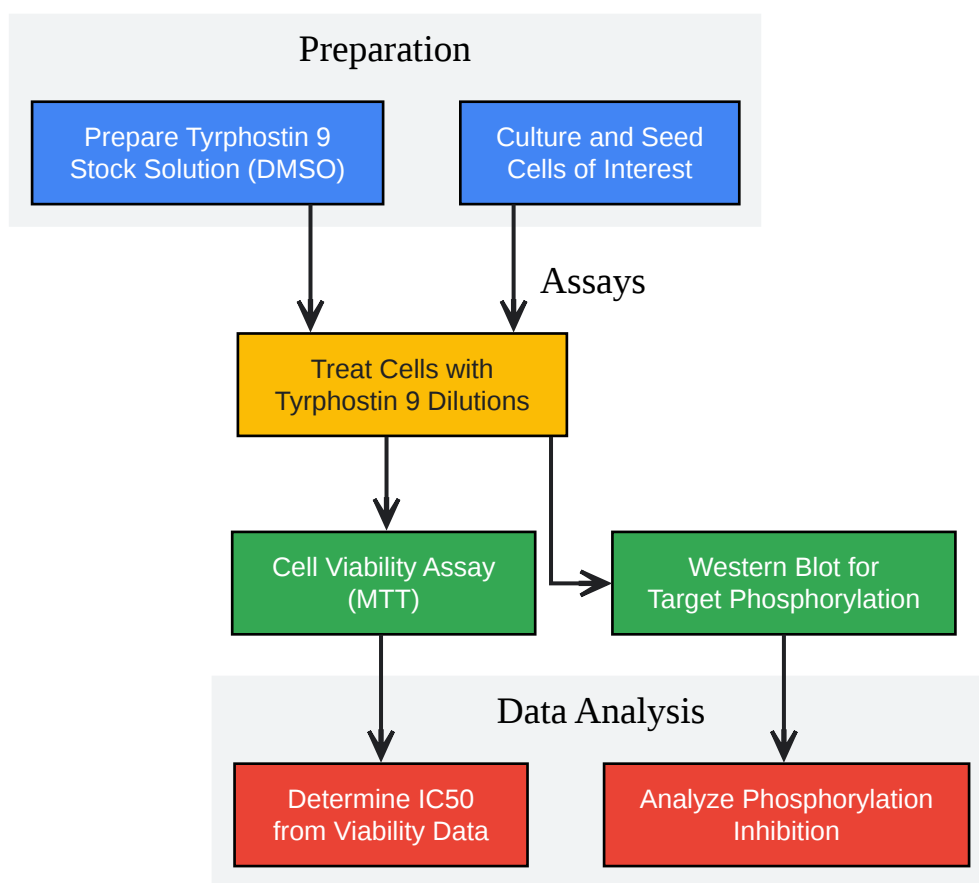 Preparation
Prepare Tyrphostin 9
Stock Solution (DMSO)
Culture and Seed
Cells of Interest
Assays
Treat Cells with
Tyrphostin 9 Dilutions
Cell Viability Assay
(MTT)
Western Blot for
Target Phosphorylation
Data Analysis
Determine IC50
from Viability Data
Analyze Phosphorylation
Inhibition